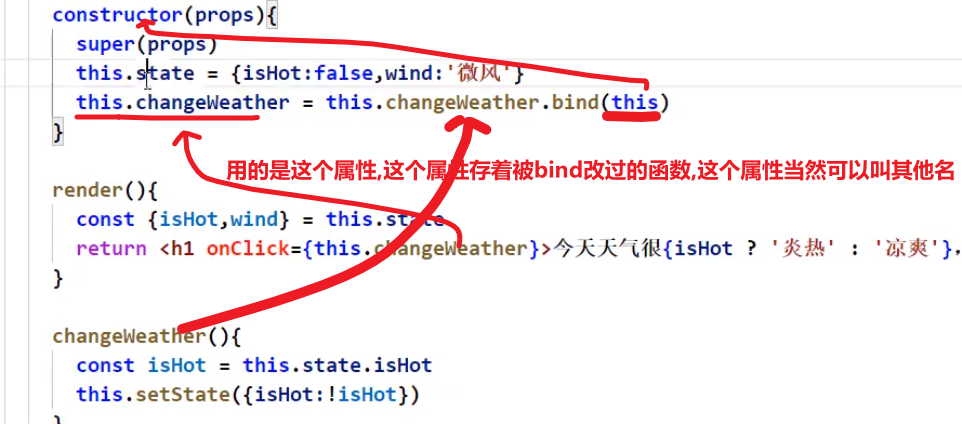 constructor(props){
super(props)
this.state = {isHot:false,wind:'微风'}
this.changeWeather = this.changeWeather.bind(this)
}
用的是这个属性,这个属性存着被bind改过的函数,这个属性当然可以叫其他名
render(){
const {isHot,wind} = this.state
return <h1 onClick={this.changeWeather}>今天天气很{isHot ? '炎热' : '凉爽'},
}
changeWeather(){
const isHot = this.state.isHot
this.setState({isHot:!isHot})